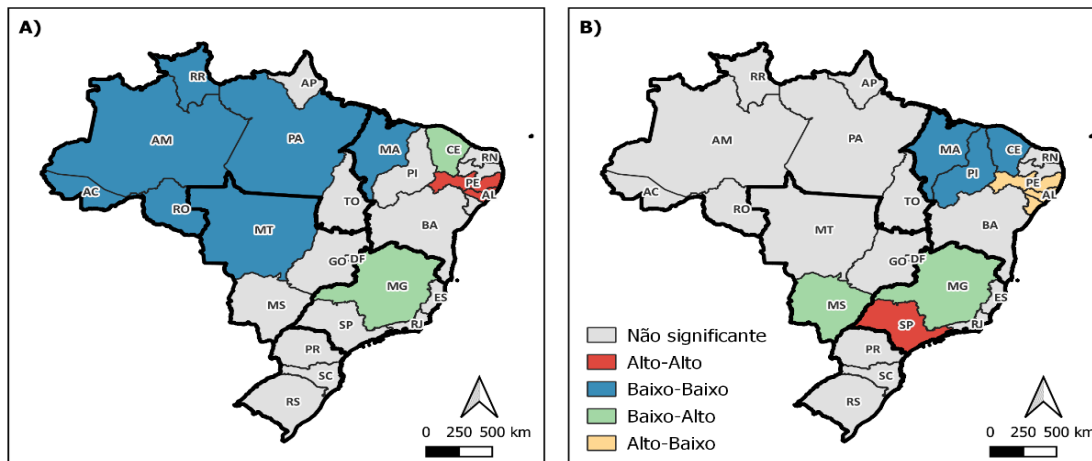 A)
RR
AP
AM
PA
MA
CE
RN
PI
PE
AL
AC
RO
TO
BA
MT
GO
DF
MG
MS
ES
SP
RJ
PR
SC
RS
0 250 500 km
B)
RR
AP
AM
PA
MA
CE
RN
PI
PE
AL
AC
RO
TO
BA
MT
GO
DF
MG
MS
ES
SP
RJ
PR
SC
RS
Não significante
Alto-Alto
Baixo-Baixo
Baixo-Alto
Alto-Baixo
0 250 500 km